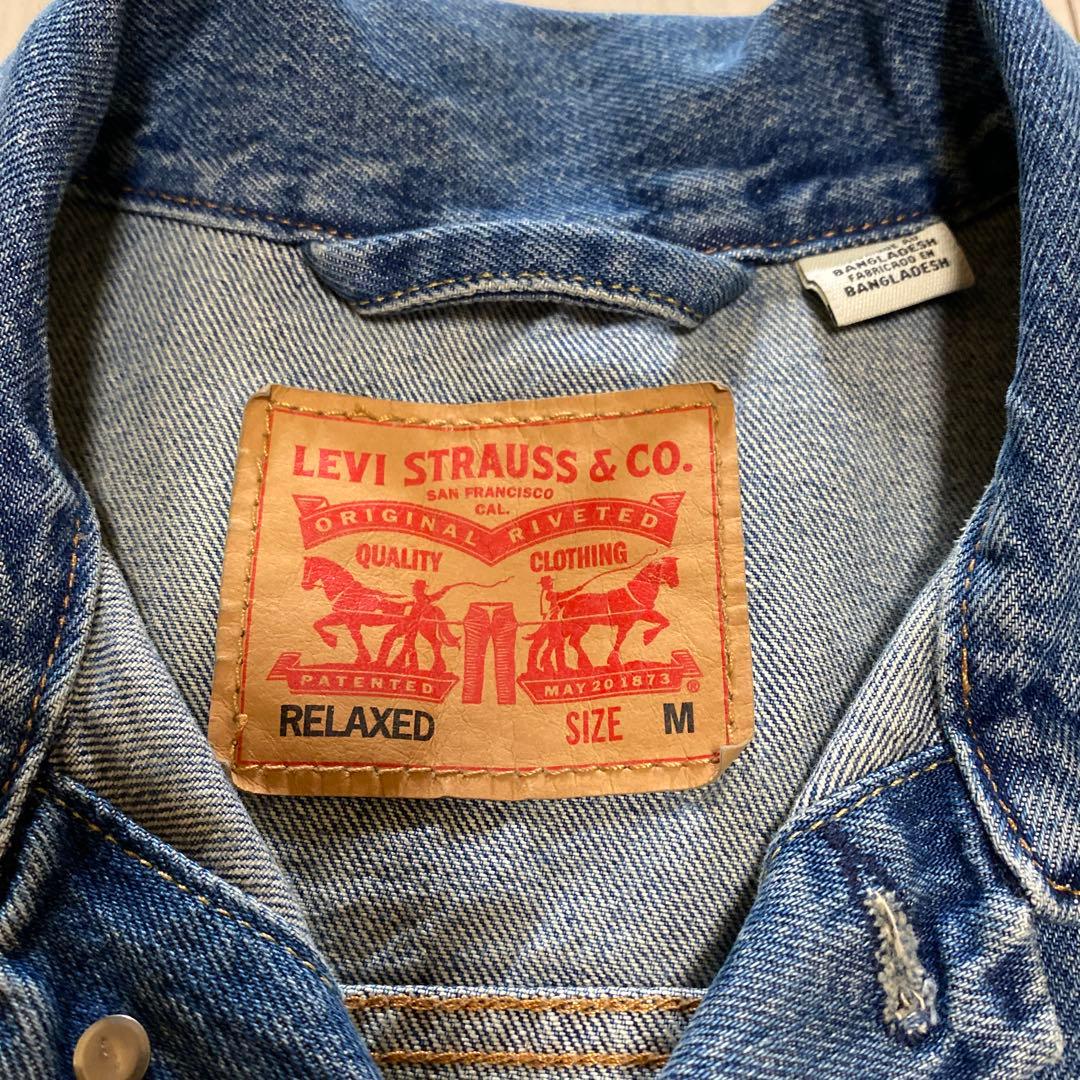 BANGLADESH
FABRICADO EN
BANGLADESH
LEVI STRAUSS & CO.
SAN FRANCISCO
CAL.
ORIGINAL RIVETED
QUALITY CLOTHING
PATENTED MAY 20 1873 ®
RELAXED SIZE M